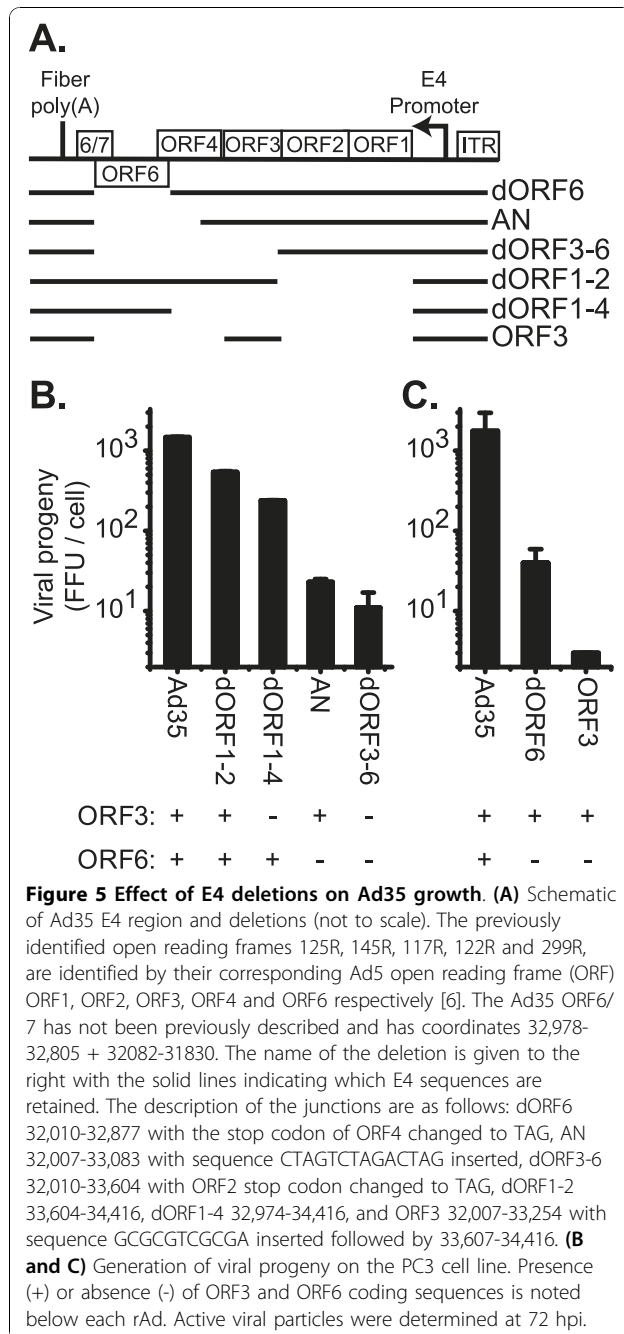 A.
Fiber
poly(A)
E4
Promoter
6/7
ORF6
ORF4
ORF3
ORF2
ORF1
ITR
dORF6
AN
dORF3-6
dORF1-2
dORF1-4
ORF3
B.
C.
Viral progeny
(FFU / cell)
10³
10²
10¹
10³
10²
10¹
Ad35
dORF1-2
dORF1-4
AN
dORF3-6
Ad35
dORF6
ORF3
ORF3: + + - + - + + +
ORF6: + + + - - + - -
Figure 5 Effect of E4 deletions on Ad35 growth. (A) Schematic
of Ad35 E4 region and deletions (not to scale). The previously
identified open reading frames 125R, 145R, 117R, 122R and 299R,
are identified by their corresponding Ad5 open reading frame (ORF)
ORF1, ORF2, ORF3, ORF4 and ORF6 respectively [6]. The Ad35 ORF6/
7 has not been previously described and has coordinates 32,978-
32,805 + 32082-31830. The name of the deletion is given to the
right with the solid lines indicating which E4 sequences are
retained. The description of the junctions are as follows: dORF6
32,010-32,877 with the stop codon of ORF4 changed to TAG, AN
32,007-33,083 with sequence CTAGTCTAGACTAG inserted, dORF3-6
32,010-33,604 with ORF2 stop codon changed to TAG, dORF1-2
33,604-34,416, dORF1-4 32,974-34,416, and ORF3 32,007-33,254 with
sequence GCGCGTCGCGA inserted followed by 33,607-34,416. (B
and C) Generation of viral progeny on the PC3 cell line. Presence
(+) or absence (-) of ORF3 and ORF6 coding sequences is noted
below each rAd. Active viral particles were determined at 72 hpi.